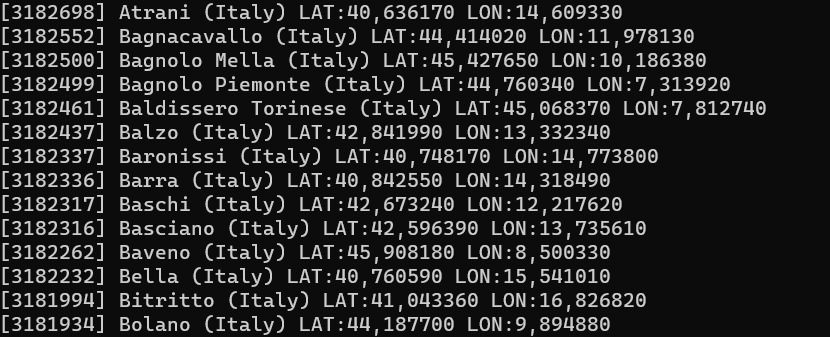 [3182698] Atrani (Italy) LAT:40,636170 LON:14,609330
[3182552] Bagnacavallo (Italy) LAT:44,414020 LON:11,978130
[3182500] Bagnolo Mella (Italy) LAT:45,427650 LON:10,186380
[3182499] Bagnolo Piemonte (Italy) LAT:44,760340 LON:7,313920
[3182461] Baldissero Torinese (Italy) LAT:45,068370 LON:7,812740
[3182437] Balzo (Italy) LAT:42,841990 LON:13,332340
[3182337] Baronissi (Italy) LAT:40,748170 LON:14,773800
[3182336] Barra (Italy) LAT:40,842550 LON:14,318490
[3182317] Baschi (Italy) LAT:42,673240 LON:12,217620
[3182316] Basciano (Italy) LAT:42,596390 LON:13,735610
[3182262] Baveno (Italy) LAT:45,908180 LON:8,500330
[3182232] Bella (Italy) LAT:40,760590 LON:15,541010
[3181994] Bitritto (Italy) LAT:41,043360 LON:16,826820
[3181934] Bolano (Italy) LAT:44,187700 LON:9,894880